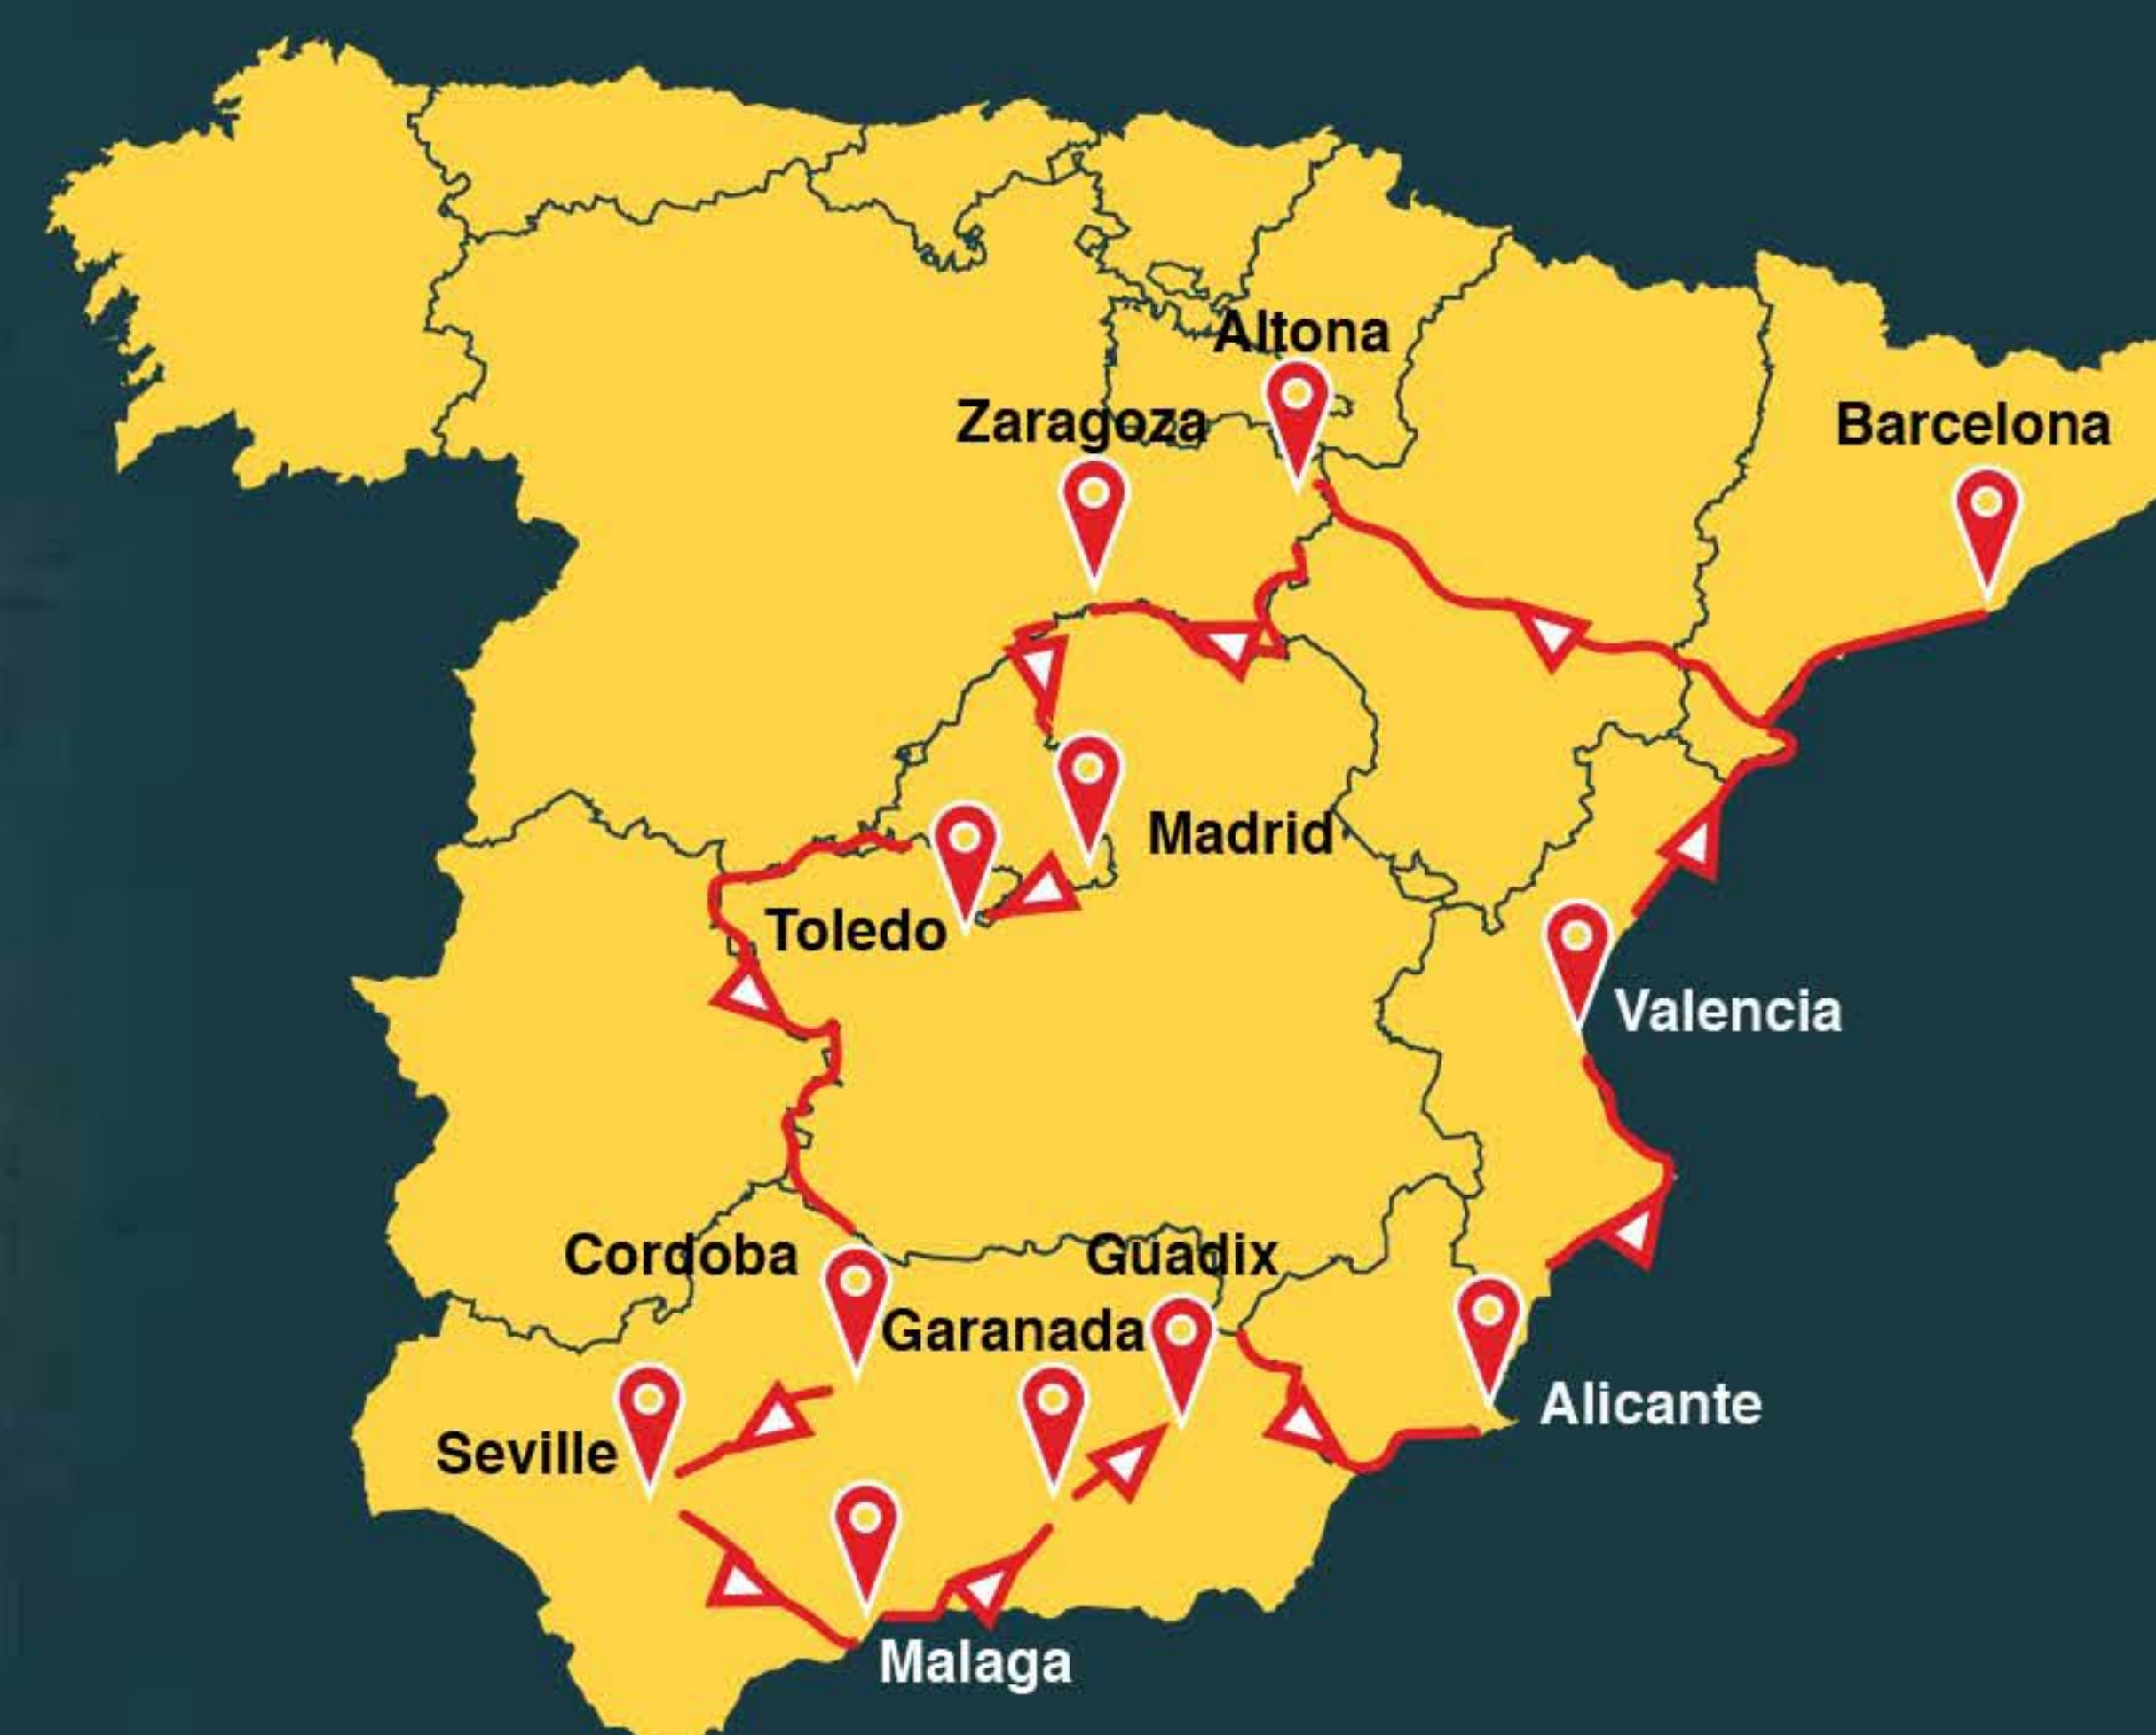 Altona
Zaragoza
Barcelona
Madrid
Toledo
Valencia
Cordoba
Guadix
Garanada
Alicante
Seville
Malaga